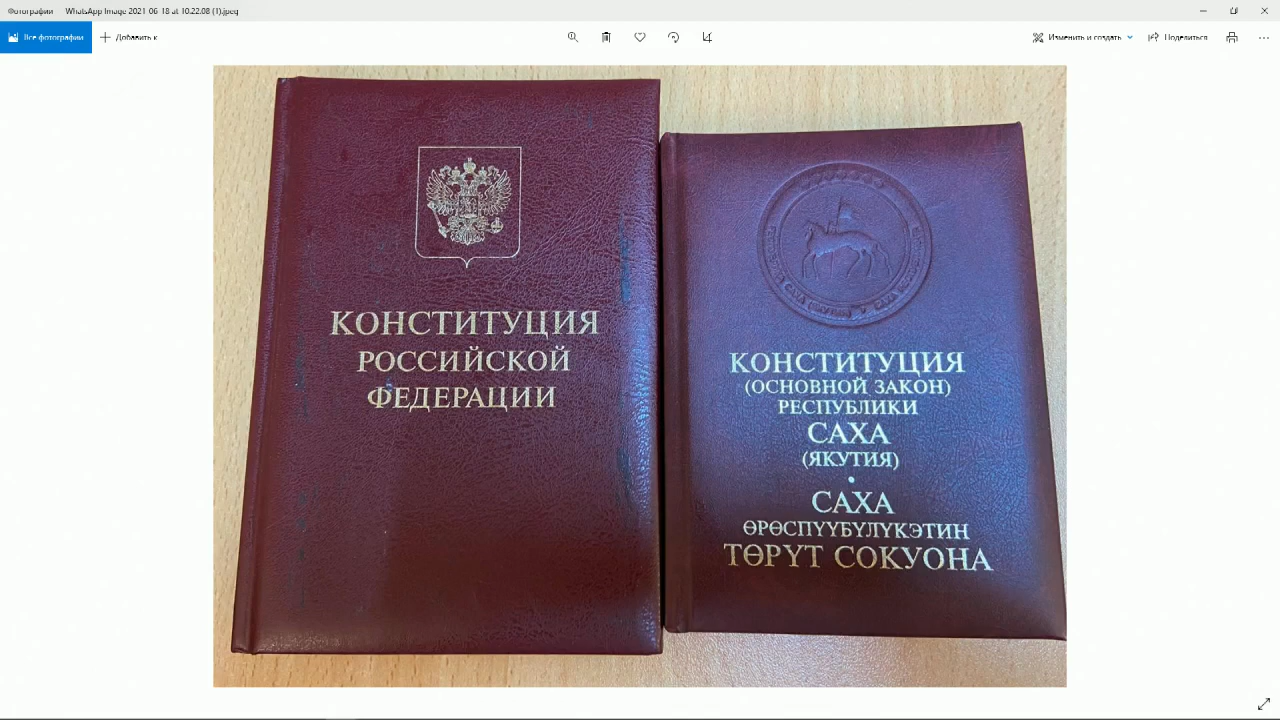 Фотографии WhatsApp Image 2021-06-18 at 10.22.08 (1).jpeg
Все фотографии
Добавить к
Изменить и создать
Поделиться
КОНСТИТУЦИЯ
РОССИЙСКОЙ
ФЕДЕРАЦИИ
КОНСТИТУЦИЯ
(ОСНОВНОЙ ЗАКОН)
РЕСПУБЛИКИ
САХА
(ЯКУТИЯ)
•
САХА
ӨРӨСПҮҮБҮЛҮКЭТИН
ТӨРҮТ СОКУОНА